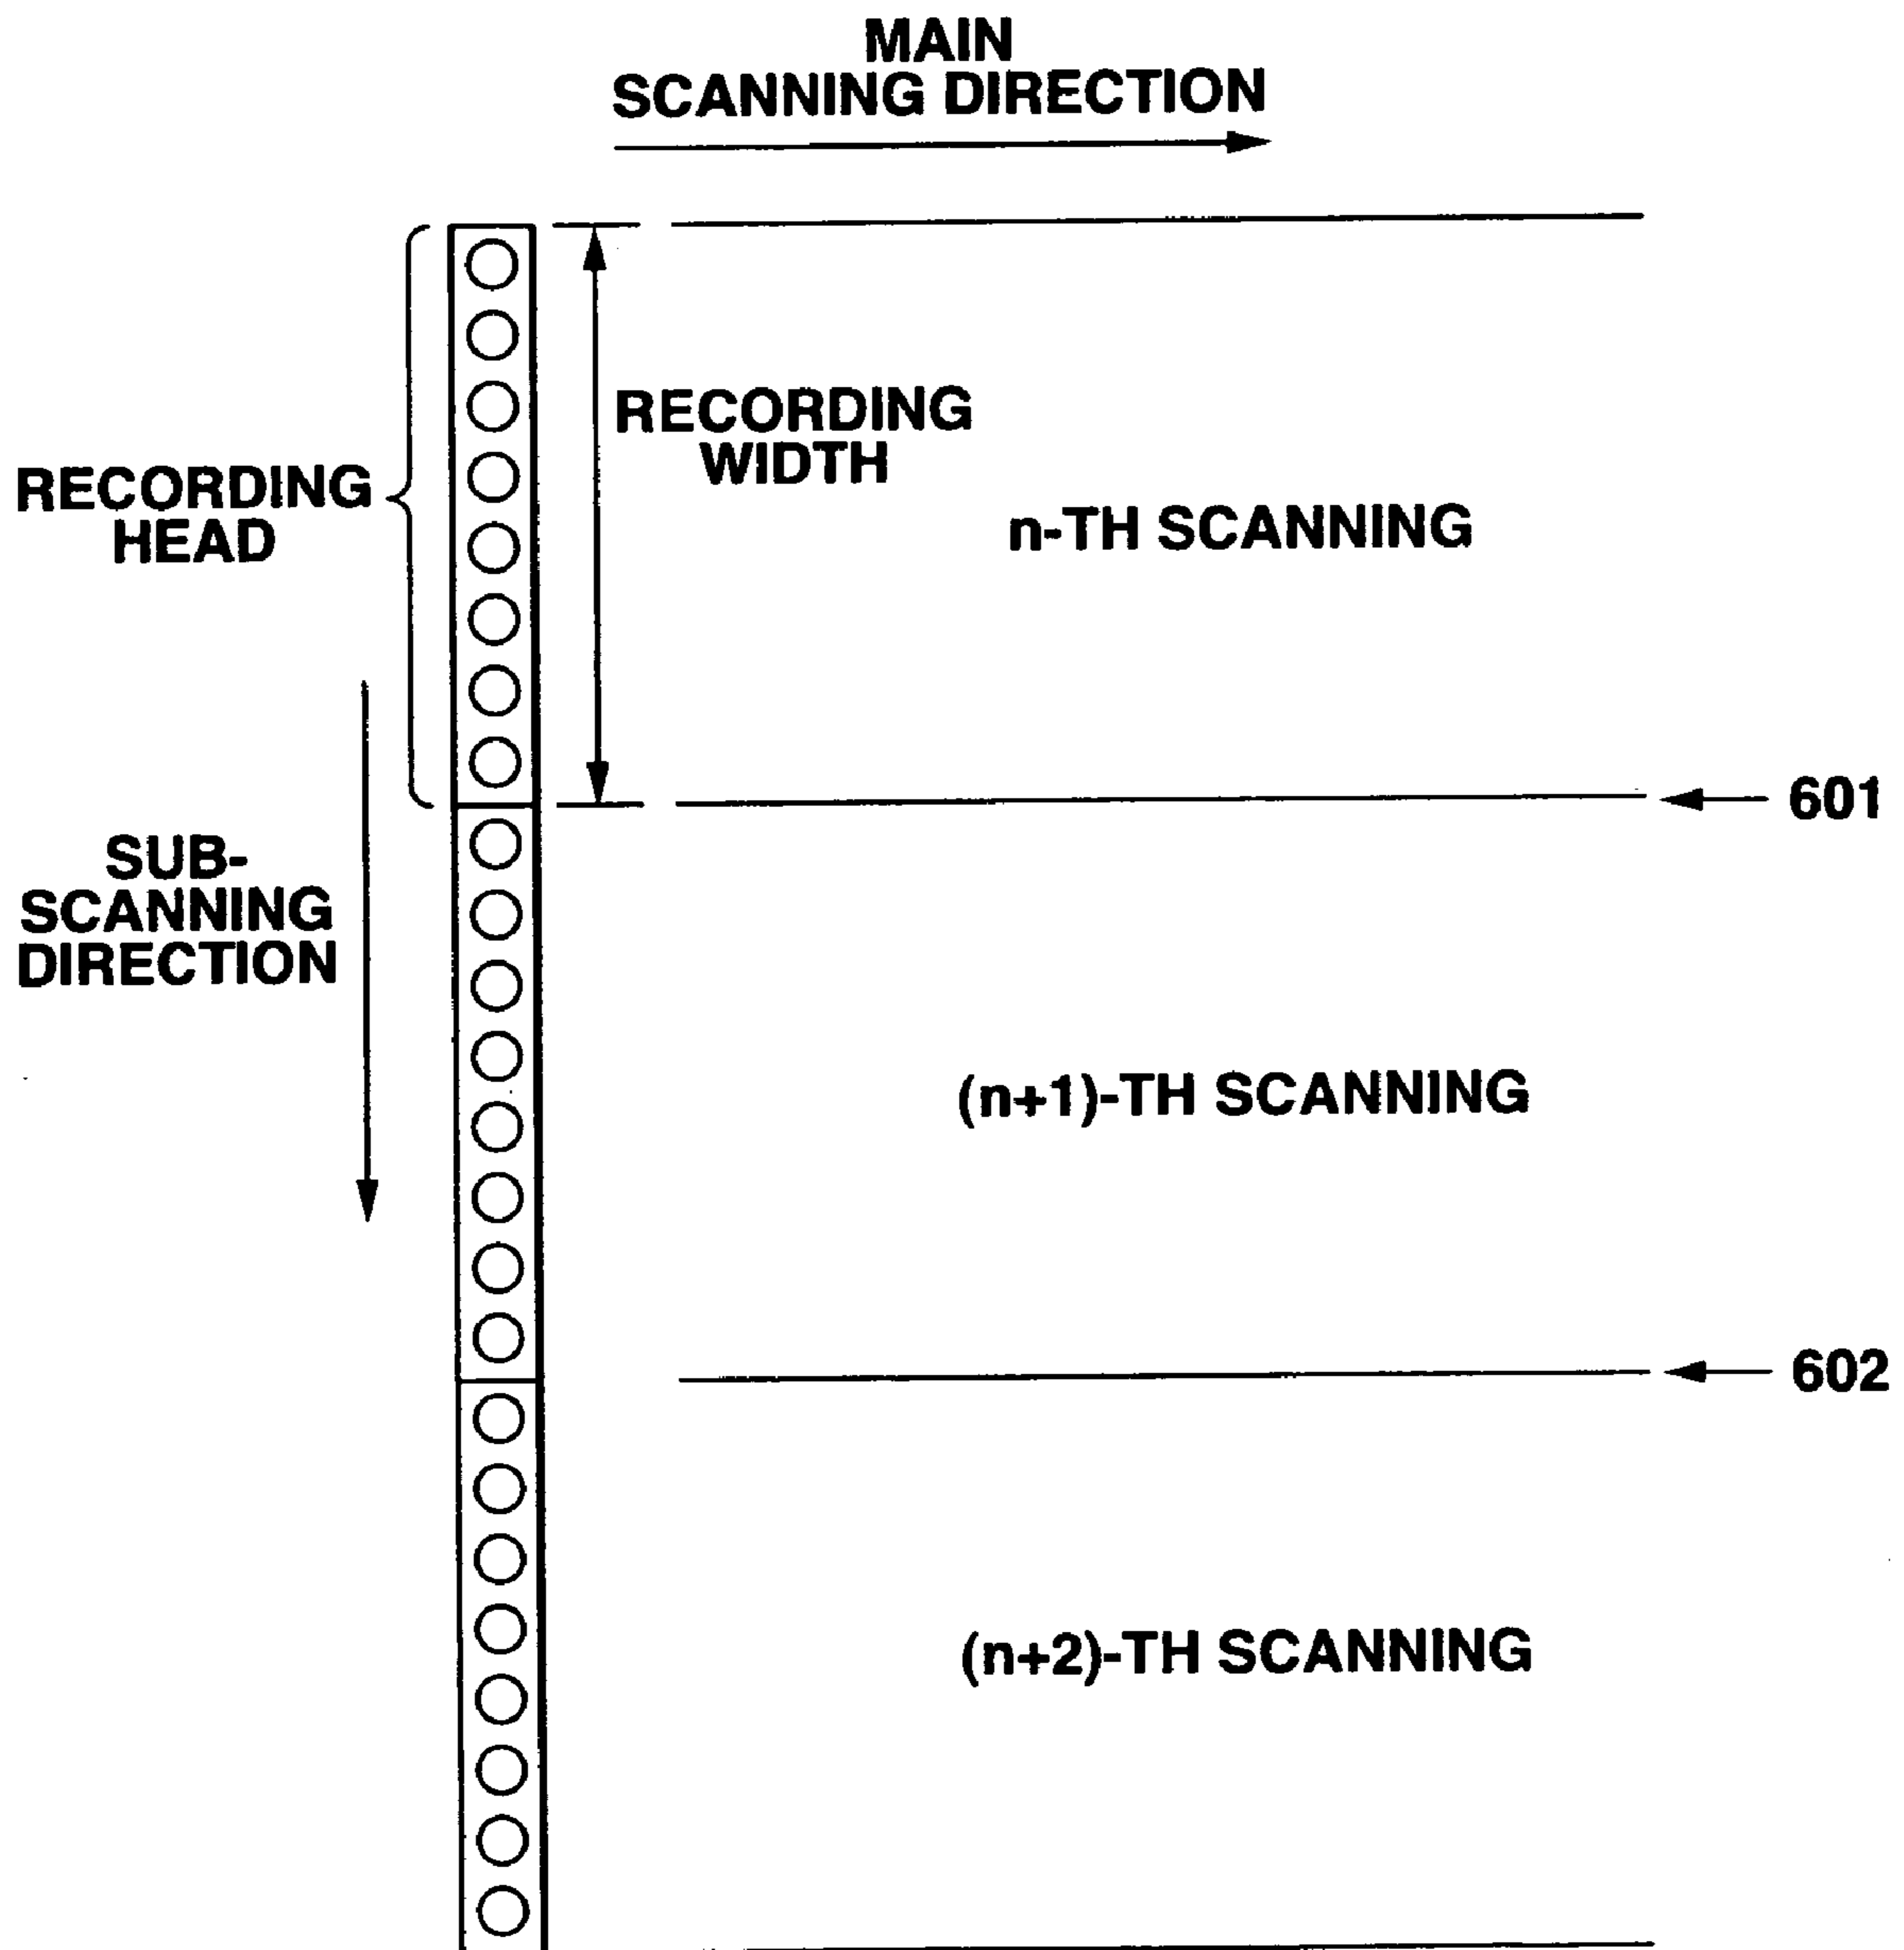 MAIN
SCANNING DIRECTION
RECORDING
WIDTH
RECORDING
HEAD
n-TH SCANNING
601
SUB-
SCANNING
DIRECTION
(n+1)-TH SCANNING
602
(n+2)-TH SCANNING